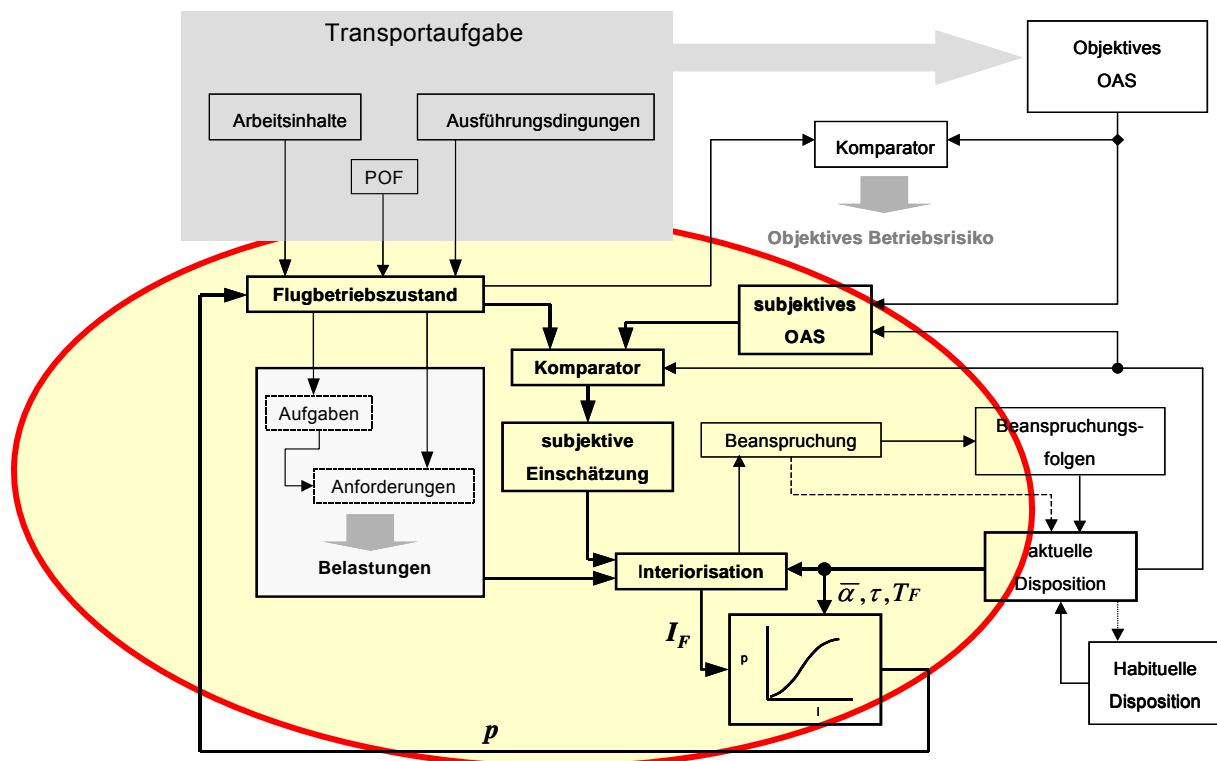 Transportaufgabe
Objektives
OAS
Arbeitsinhalte
Ausführungsdingungen
Komparator
POF
Objektives Betriebsrisiko
Flugbetriebszustand
subjektives
OAS
Komparator
Aufgaben
subjektive
Einschätzung
Beanspruchung
Beanspruchungs-
folgen
Anforderungen
Belastungen
Interiorisation
aktuelle
Disposition
α̅, τ, TF
IF
p
I
Habituelle
Disposition
p